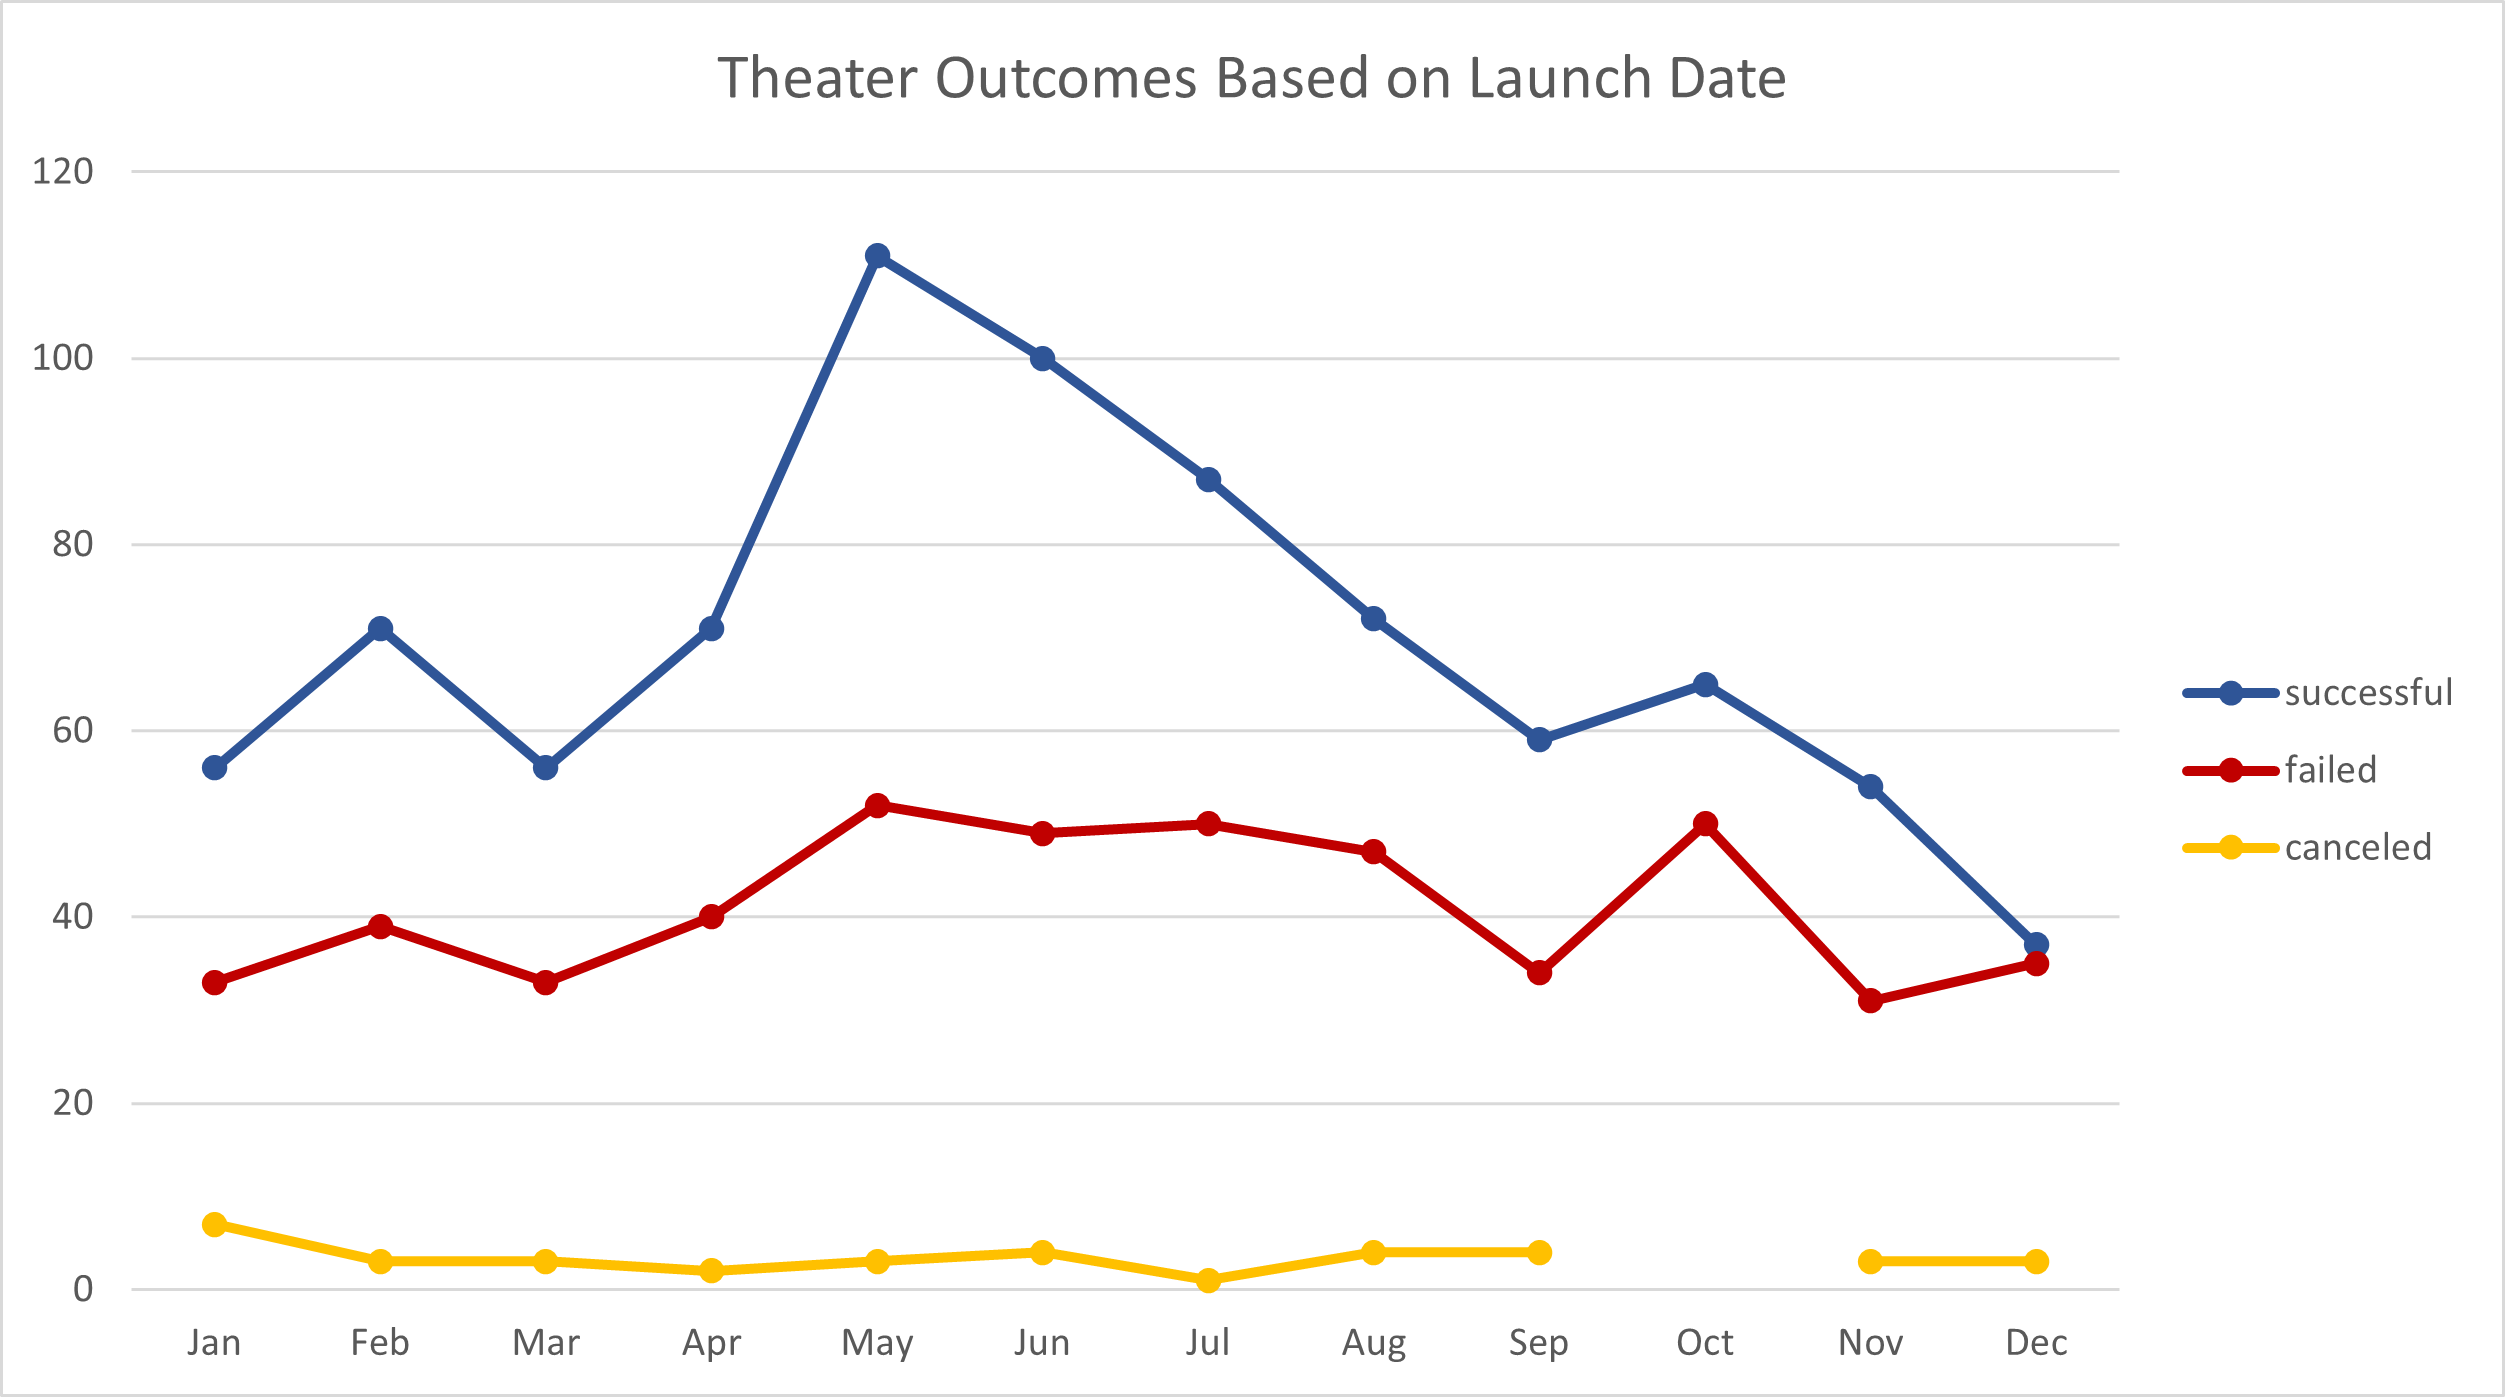 Theater Outcomes Based on Launch Date
120
100
80
60
40
20
0
Jan Feb Mar Apr May Jun Jul Aug Sep Oct Nov Dec
successful
failed
canceled